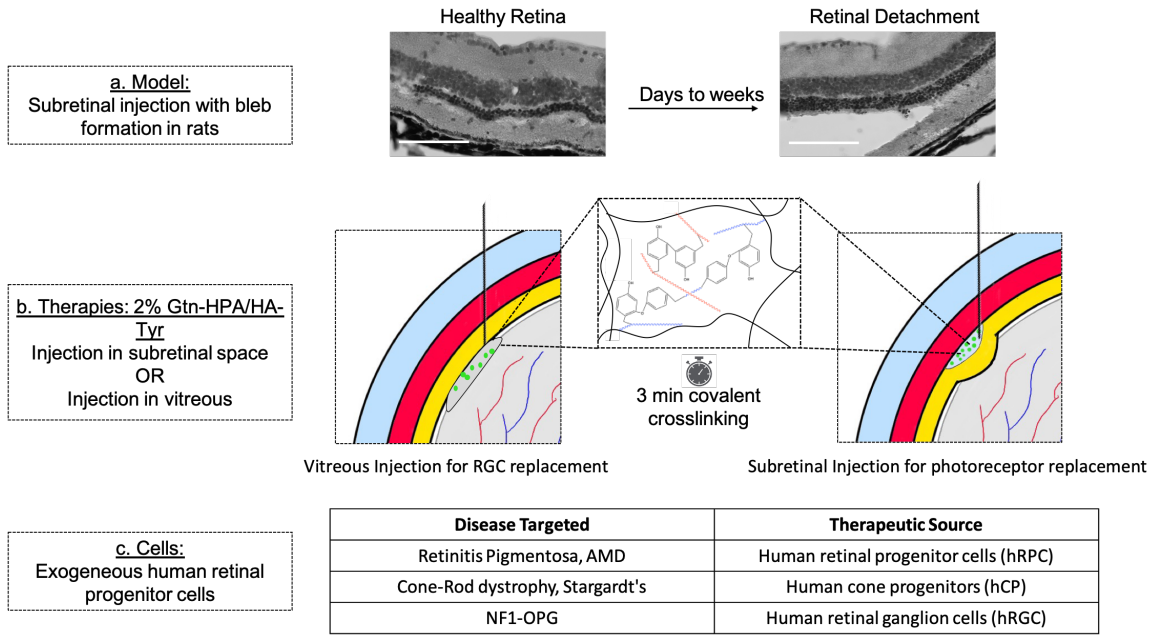 Healthy Retina
Retinal Detachment
a. Model:
Subretinal injection with bleb
formation in rats
Days to weeks
b. Therapies: 2% Gtn-HPA/HA-
Tyr
Injection in subretinal space
OR
Injection in vitreous
OH
OH
OH
OH
O
O
3 min covalent
crosslinking
Vitreous Injection for RGC replacement
Subretinal Injection for photoreceptor replacement
c. Cells:
Exogeneous human retinal
progenitor cells
Disease Targeted
Therapeutic Source
Retinitis Pigmentosa, AMD
Human retinal progenitor cells (hRPC)
Cone-Rod dystrophy, Stargardt's
Human cone progenitors (hCP)
NF1-OPG
Human retinal ganglion cells (hRGC)